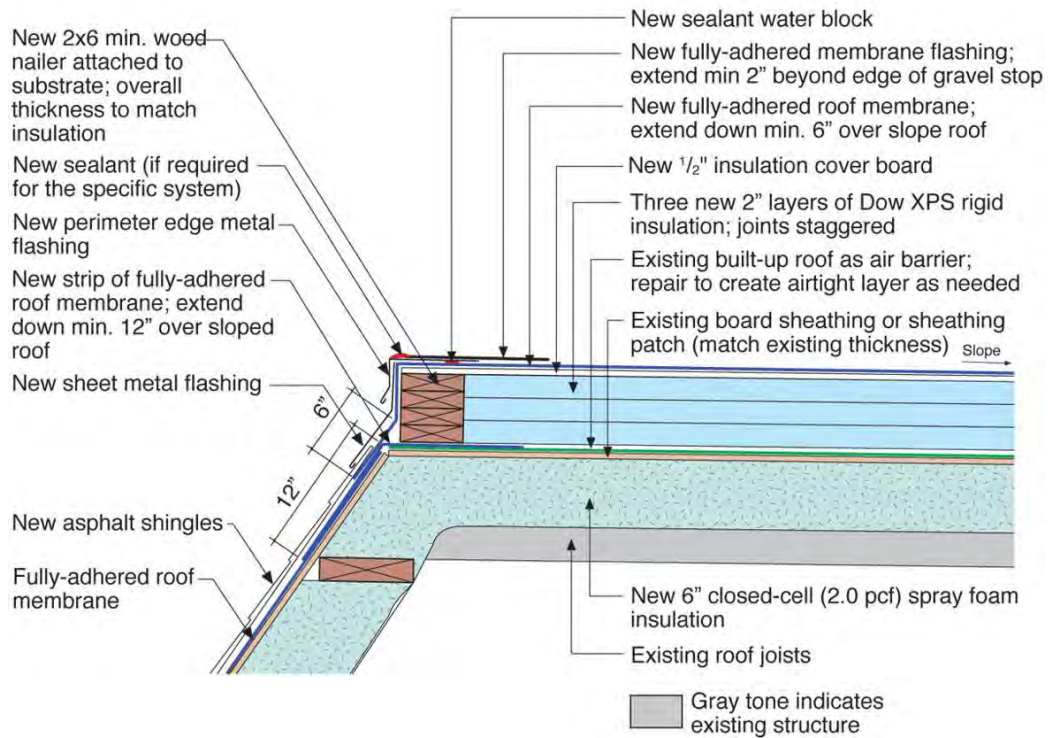 New 2x6 min. wood
nailer attached to
substrate; overall
thickness to match
insulation
New sealant (if required
for the specific system)
New perimeter edge metal
flashing
New strip of fully-adhered
roof membrane; extend
down min. 12” over sloped
roof
New sheet metal flashing
6”
12”
New asphalt shingles
Fully-adhered roof
membrane
New sealant water block
New fully-adhered membrane flashing;
extend min 2” beyond edge of gravel stop
New fully-adhered roof membrane;
extend down min. 6” over slope roof
New 1/2" insulation cover board
Three new 2” layers of Dow XPS rigid
insulation; joints staggered
Existing built-up roof as air barrier;
repair to create airtight layer as needed
Existing board sheathing or sheathing
patch (match existing thickness)
Slope
New 6” closed-cell (2.0 pcf) spray foam
insulation
Existing roof joists
Gray tone indicates
existing structure